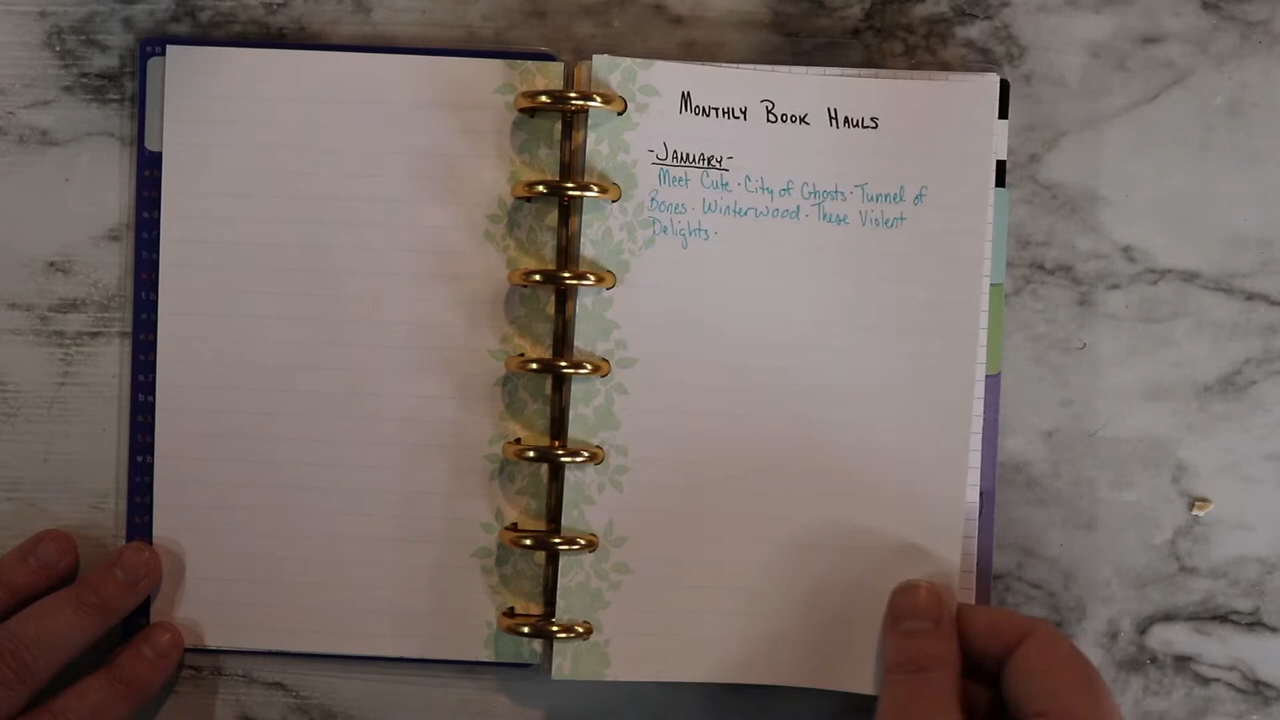 Monthly Book Hauls
-January-
Meet Cute · City of Ghosts · Tunnel of
Bones · Winterwood · These Violent
Delights ·